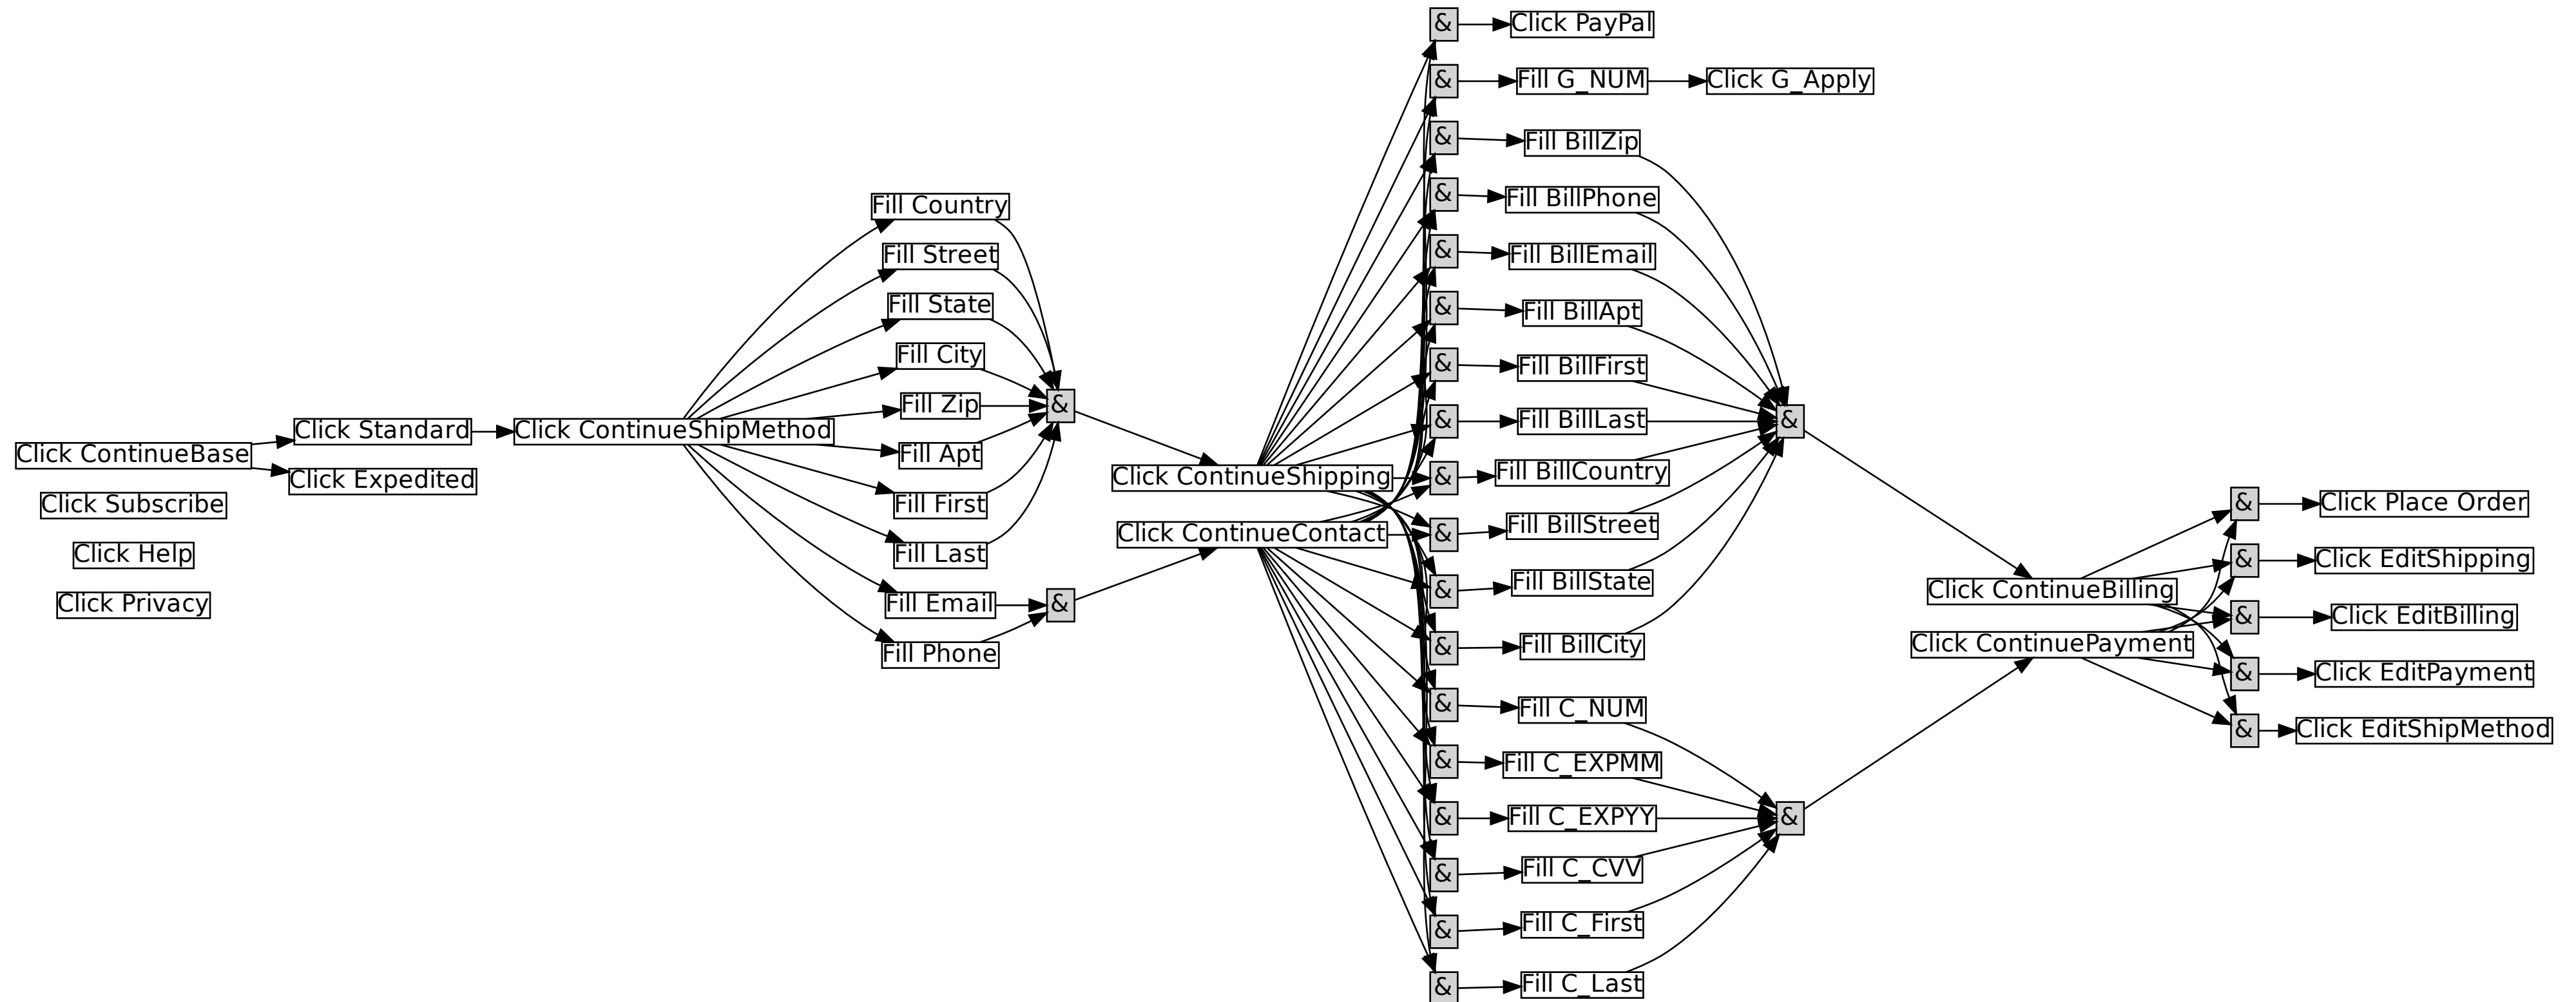 Click ContinueBase
Click Subscribe
Click Help
Click Privacy
Click Standard
Click Expedited
Click ContinueShipMethod
Fill Country
Fill Street
Fill State
Fill City
Fill Zip
Fill Apt
Fill First
Fill Last
Fill Email
Fill Phone
&
&
Click ContinueShipping
Click ContinueContact
& Click PayPal
& Fill G_NUM Click G_Apply
& Fill BillZip
& Fill BillPhone
& Fill BillEmail
& Fill BillApt
& Fill BillFirst
& Fill BillLast
& Fill BillCountry
& Fill BillStreet
& Fill BillState
& Fill BillCity
& Fill C_NUM
& Fill C_EXPMM
& Fill C_EXPYY
& Fill C_CVV
& Fill C_First
& Fill C_Last
&
&
Click ContinueBilling
Click ContinuePayment
& Click Place Order
& Click EditShipping
& Click EditBilling
& Click EditPayment
& Click EditShipMethod